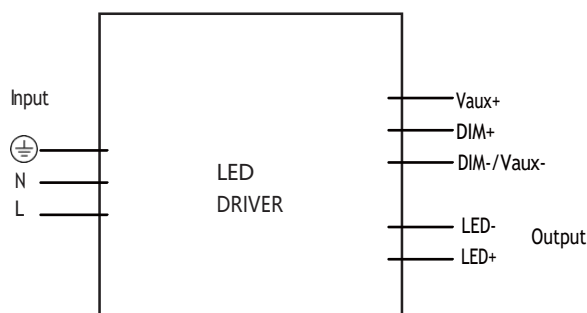 Input
N
L
LED
DRIVER
Vaux+
DIM+
DIM-/Vaux-
LED-
LED+
Output